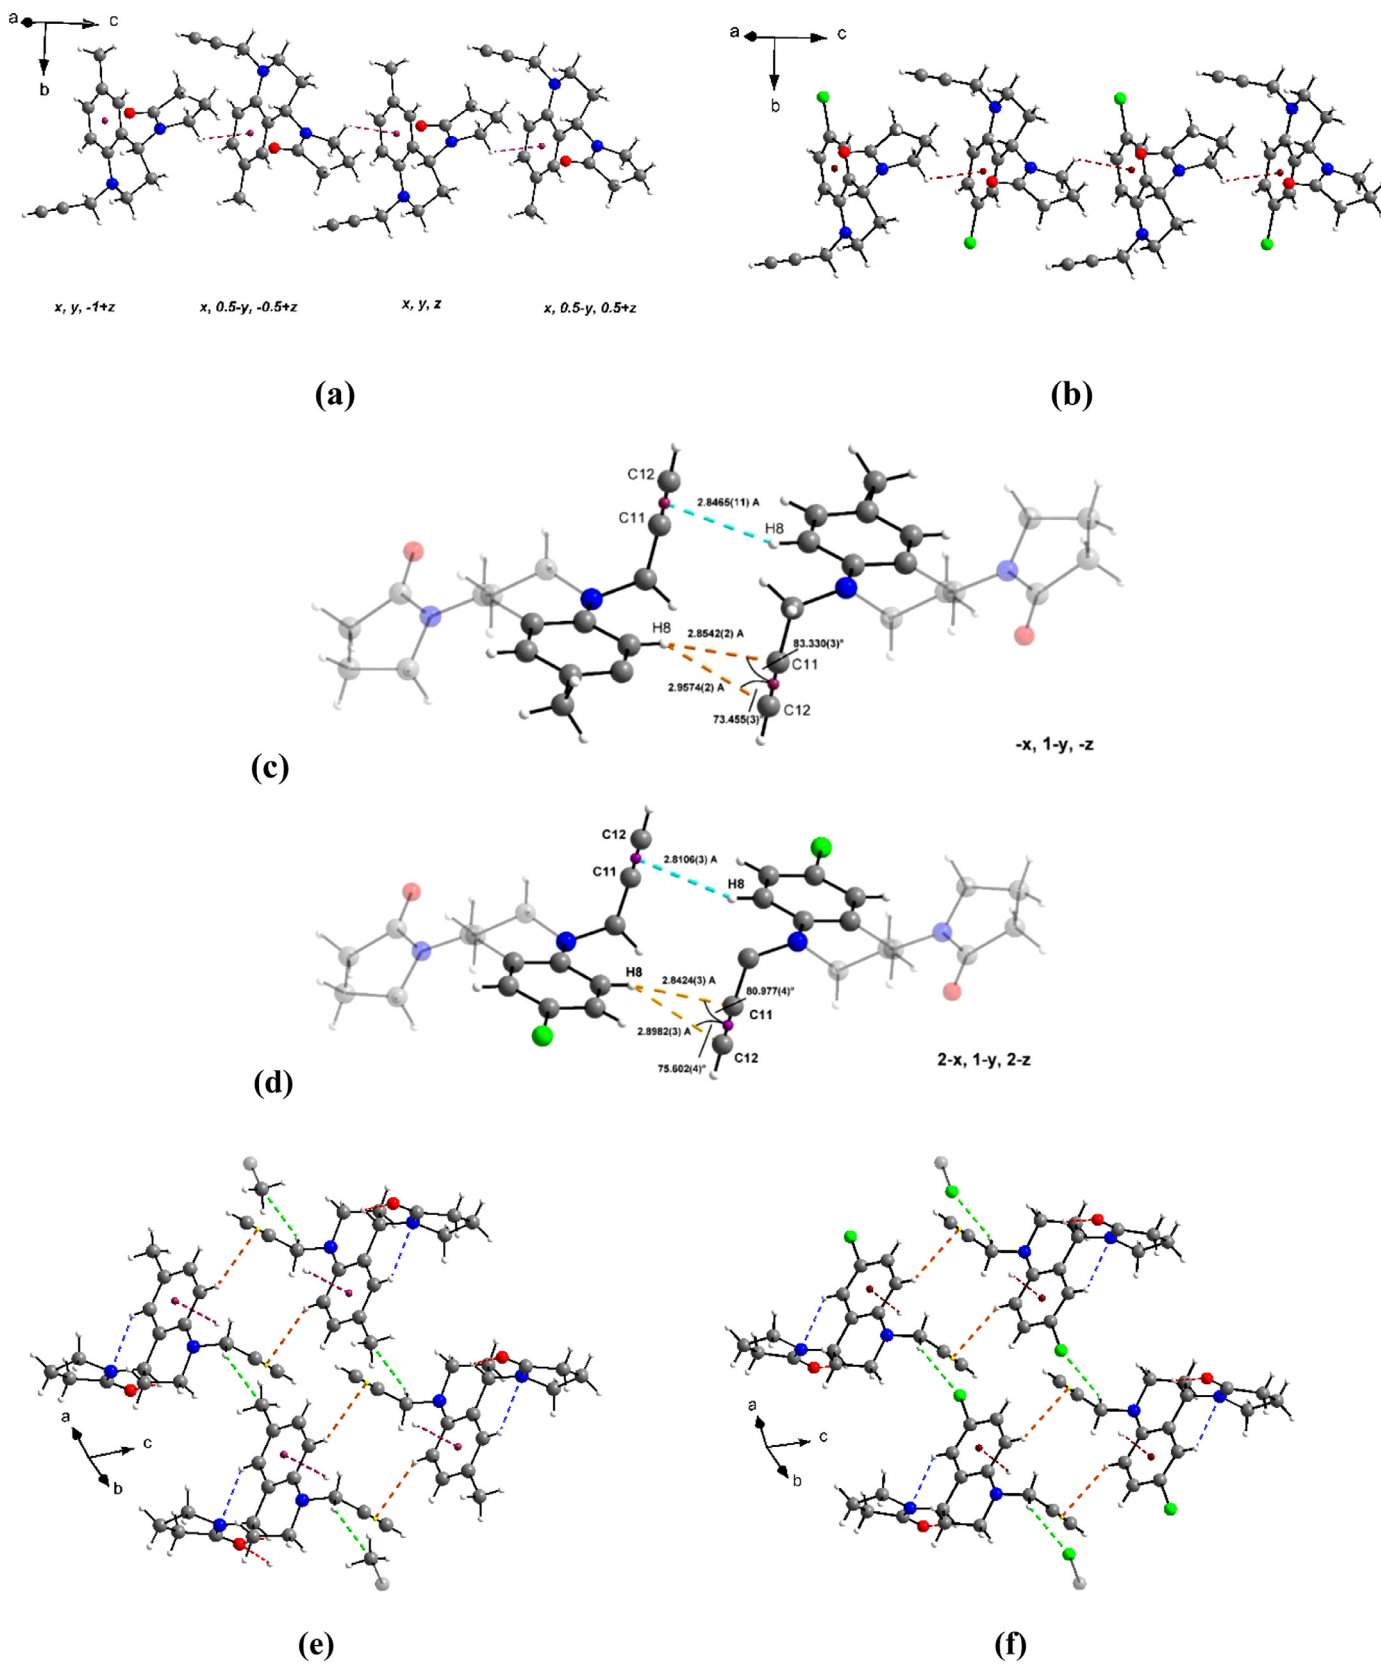 a c
b
x, y, -1+z x, 0.5-y, -0.5+z x, y, z x, 0.5-y, 0.5+z
(a)
a c
b
(b)
C12
2.8465(11) A
C11
H8
H8
2.8542(2) A
83.330(3)°
C11
2.9574(2) A
C12
73.455(3)°
-x, 1-y, -z
(c)
C12
2.8106(3) A
C11
H8
H8
2.8424(3) A
80.977(4)°
C11
2.8982(3) A
C12
75.602(4)°
2-x, 1-y, 2-z
(d)
a
c
b
(e)
a
c
b
(f)